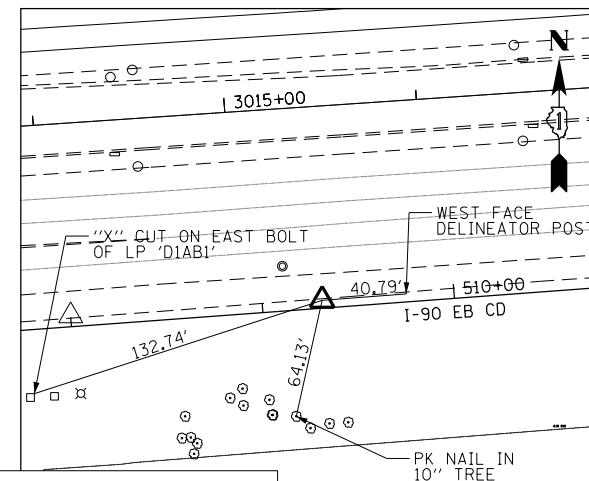 N
3015+00
1
WEST FACE
DELINEATOR POST
"X" CUT ON EAST BOLT
OF LP 'D1AB1'
40.79'
510+00
I-90 EB CD
132.74'
64.13'
PK NAIL IN
10" TREE